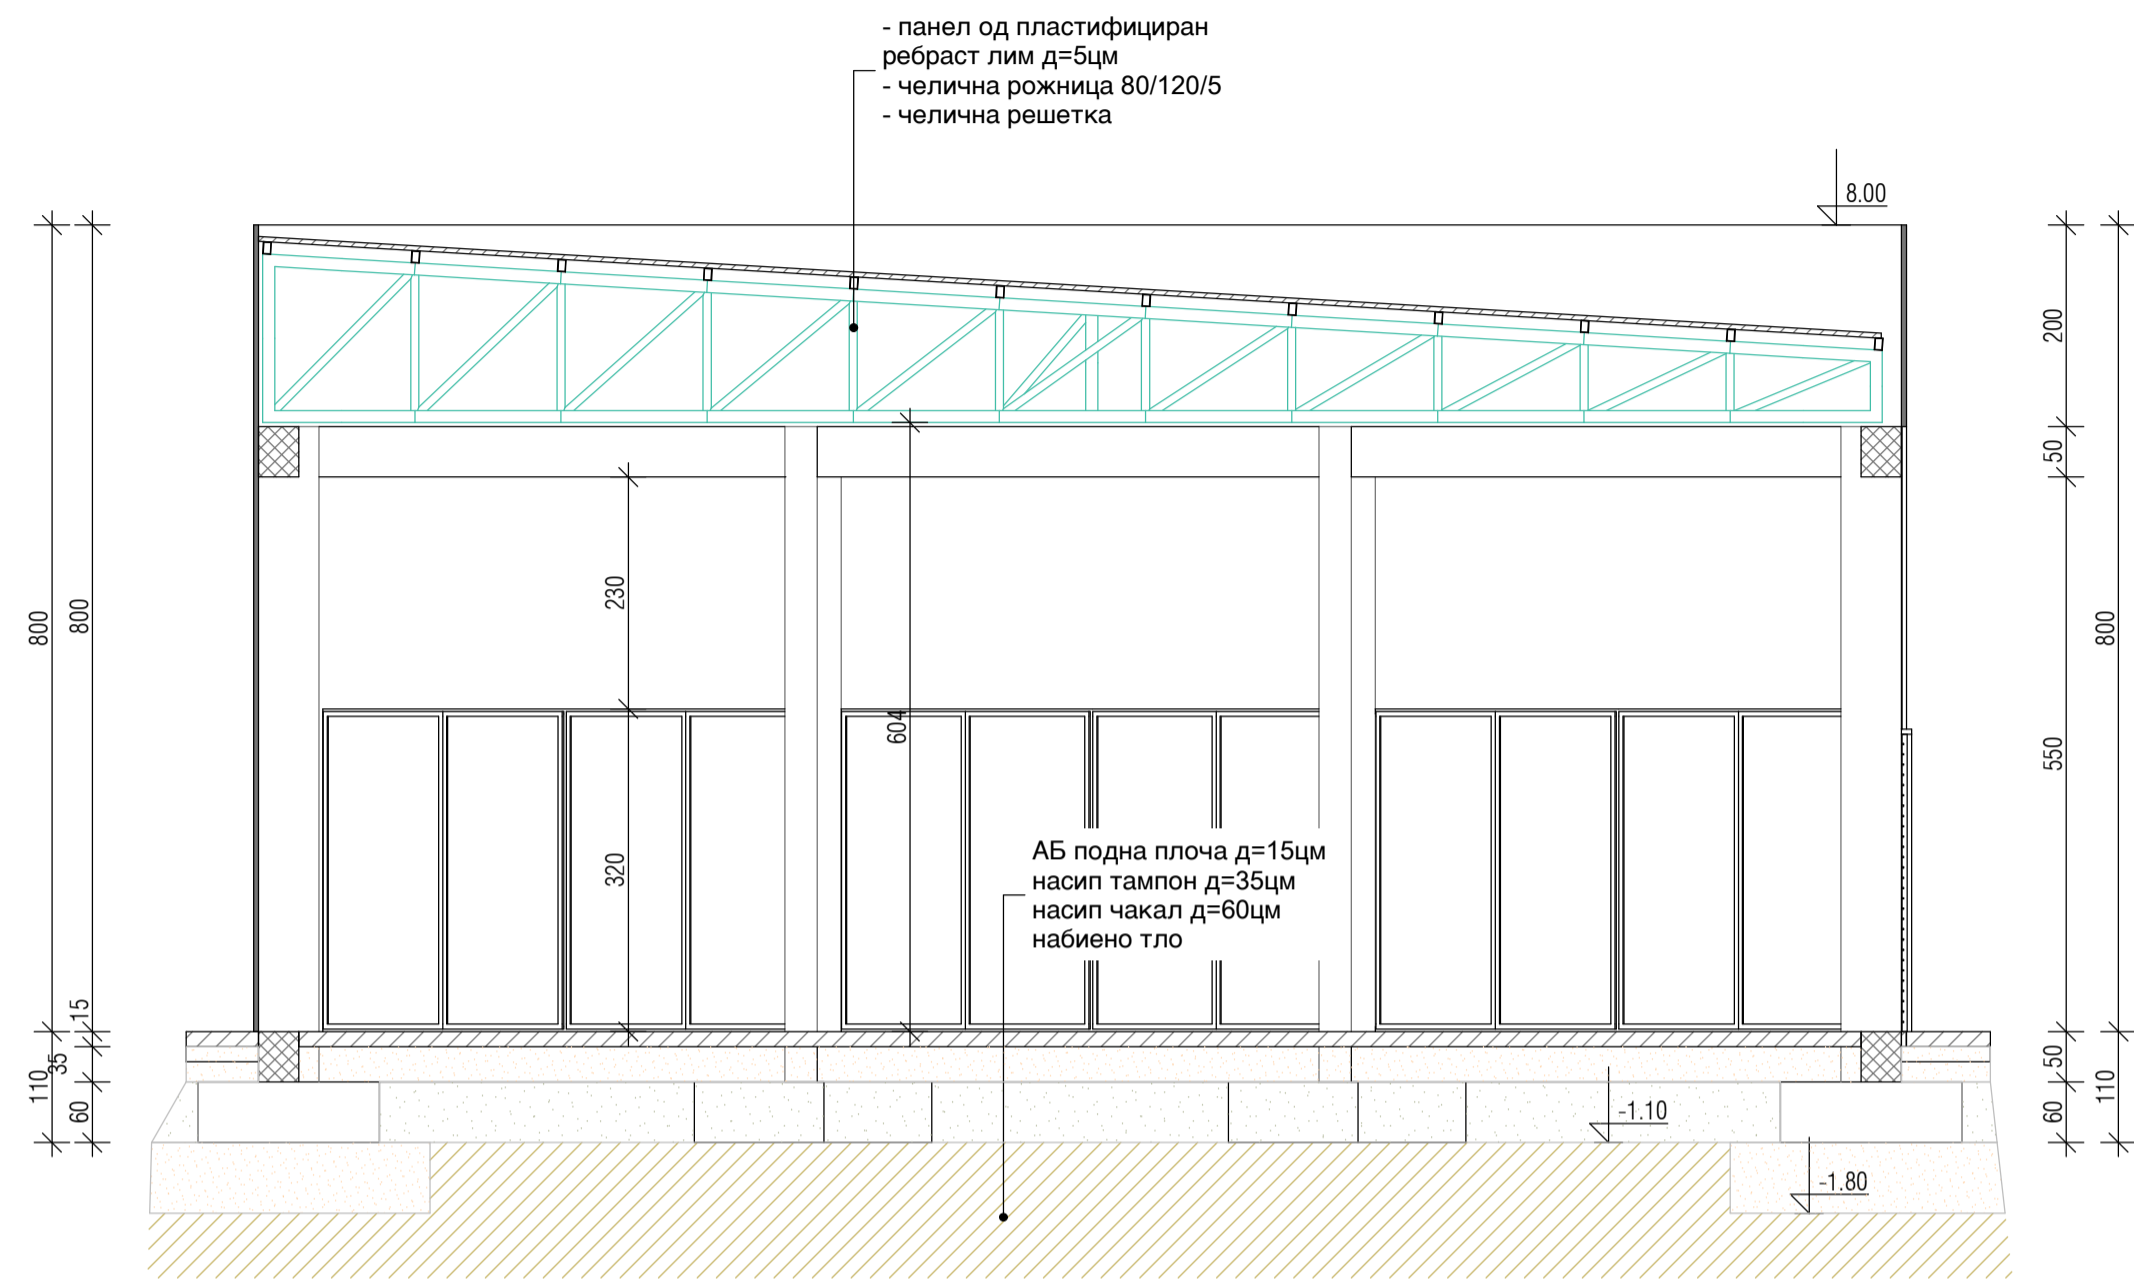 - панел од пластифициран
ребраст лим д=5цм
- челична рожница 80/120/5
- челична решетка
8.00
800
800
200
50
800
230
550
604
320
АБ подна плоча д=15цм
насип тампон д=35цм
насип чакал д=60цм
набиено тло
15
35
110
60
50
110
60
-1.10
-1.80